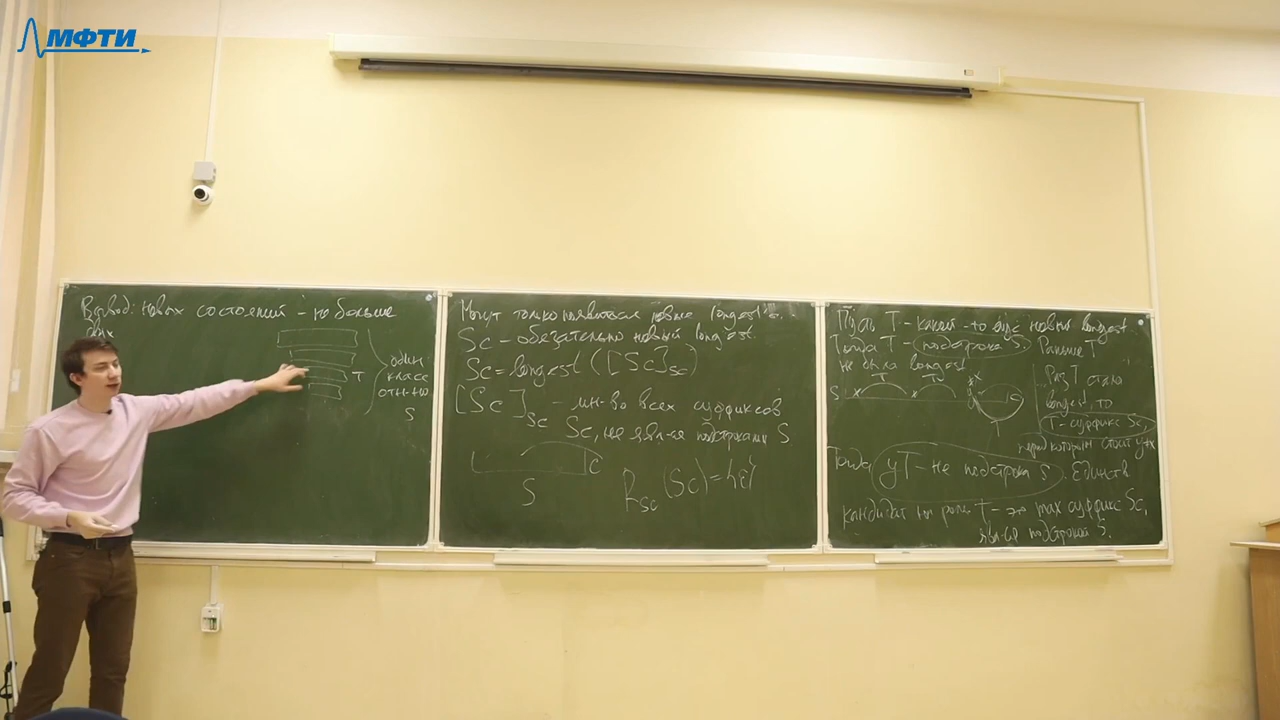 МФТИ
Вывод: новых состояний - не больше
двух
T
один
класс
отн-но
S
Могут только появиться новые longest'ы.
Sc - обязательно новый longest.
Sc = longest ([Sc]Sc)
[Sc]Sc - мн-во всех суффиксов
Sc, не явл-ся подстроками S
c
S
RSc(Sc) = {ε}
Пусть T - какой-то новый longest.
Тогда T - подстрока S. Раньше T
не была longest
S x T x T
c
T
Раз T стало
longest, то
T - суффикс Sc,
перед которым стоит y≠x
Тогда yT - не подстрока S. Единств.
кандидат на роль T - это max суффикс Sc,
явл-ся подстрокой S.